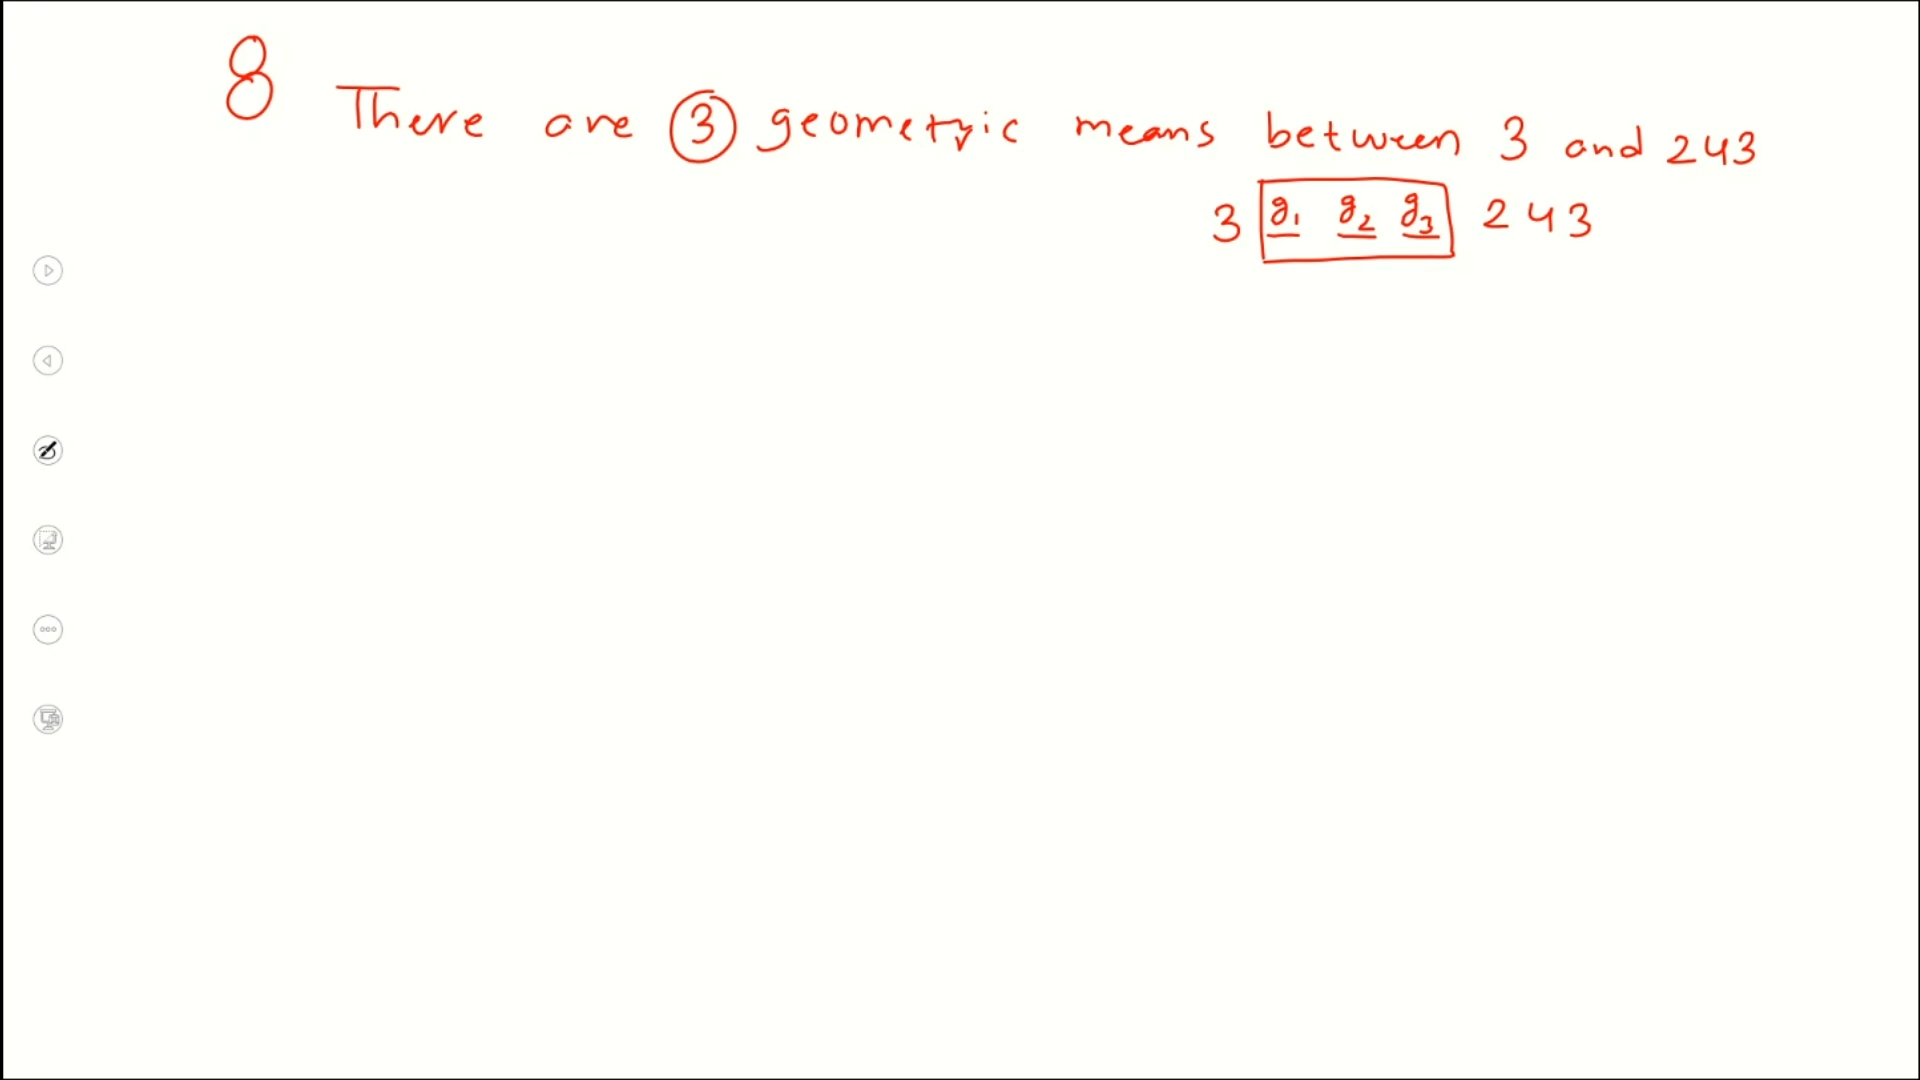 8 There are 3 geometric means between 3 and 243
3 g₁ g₂ g₃ 243